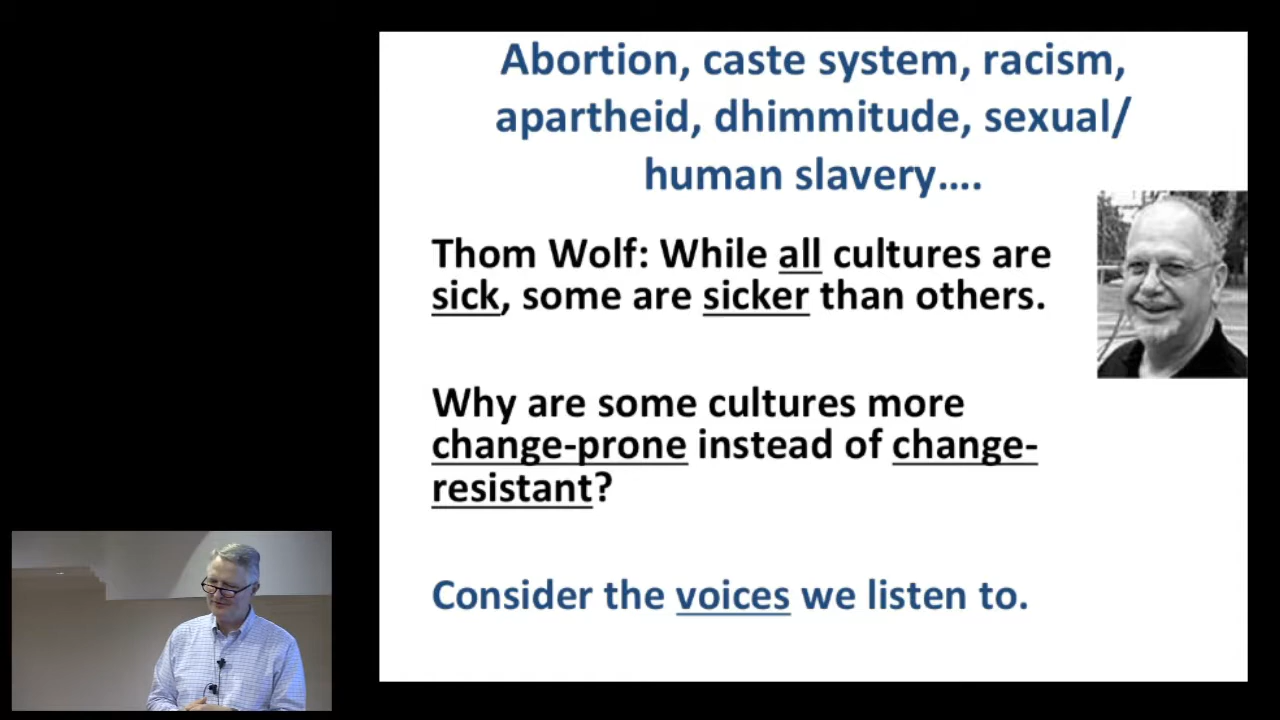 Abortion, caste system, racism,
apartheid, dhimmitude, sexual/
human slavery….
Thom Wolf: While all cultures are
sick, some are sicker than others.
Why are some cultures more
change-prone instead of change-
resistant?
Consider the voices we listen to.